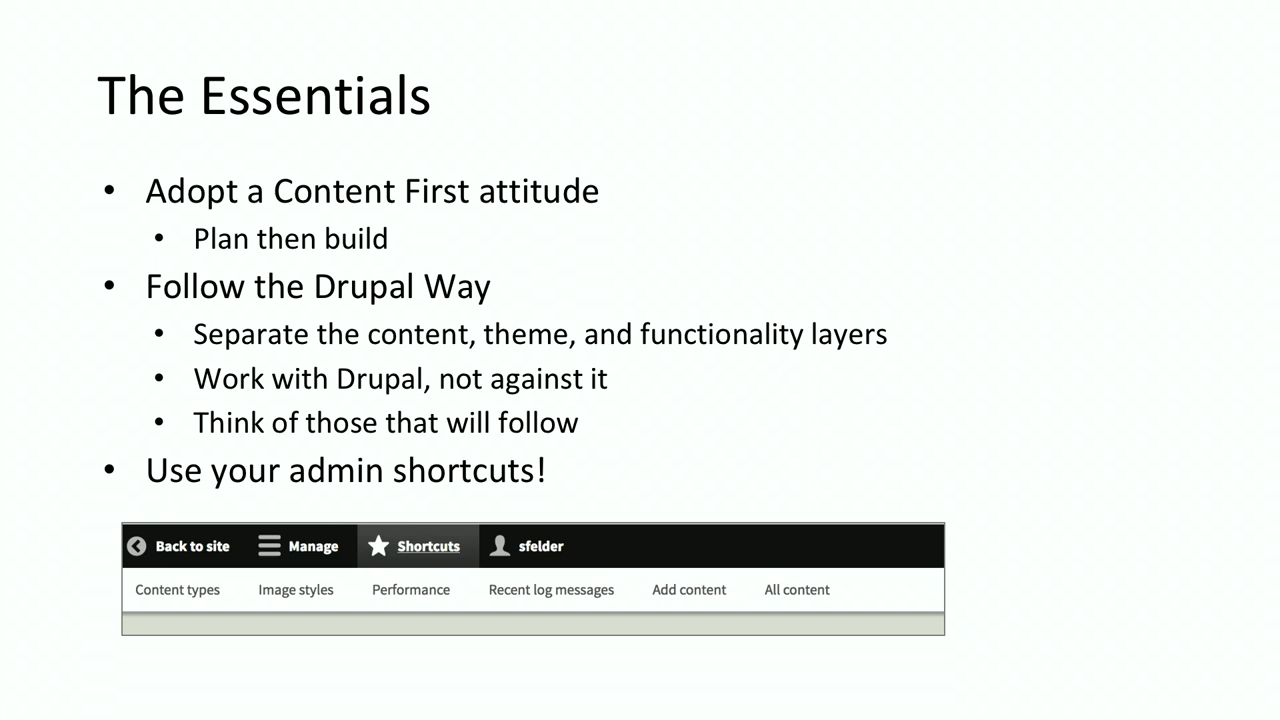 The Essentials
• Adopt a Content First attitude
• Plan then build
• Follow the Drupal Way
• Separate the content, theme, and functionality layers
• Work with Drupal, not against it
• Think of those that will follow
• Use your admin shortcuts!
Back to site Manage Shortcuts sfelder
Content types Image styles Performance Recent log messages Add content All content